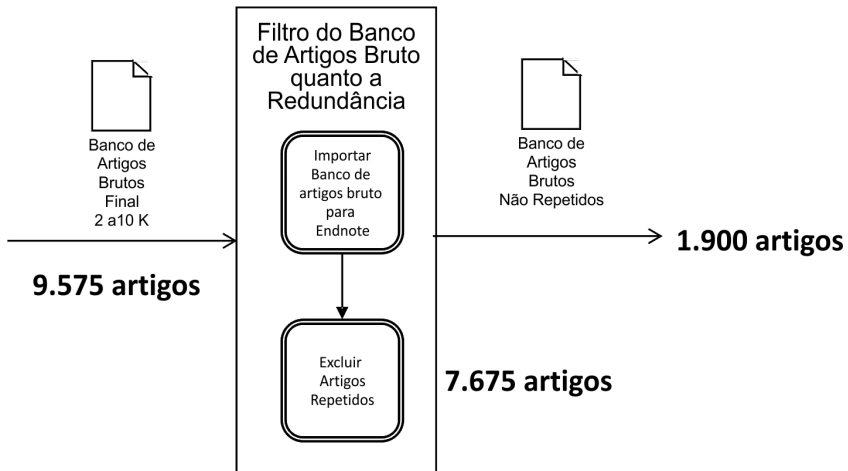 Filtro do Banco
de Artigos Bruto
quanto a
Redundância
Banco de
Artigos
Brutos
Final
2 a10 K
9.575 artigos
Importar
Banco de
artigos bruto
para
Endnote
Excluir
Artigos
Repetidos
Banco de
Artigos
Brutos
Não Repetidos
1.900 artigos
7.675 artigos